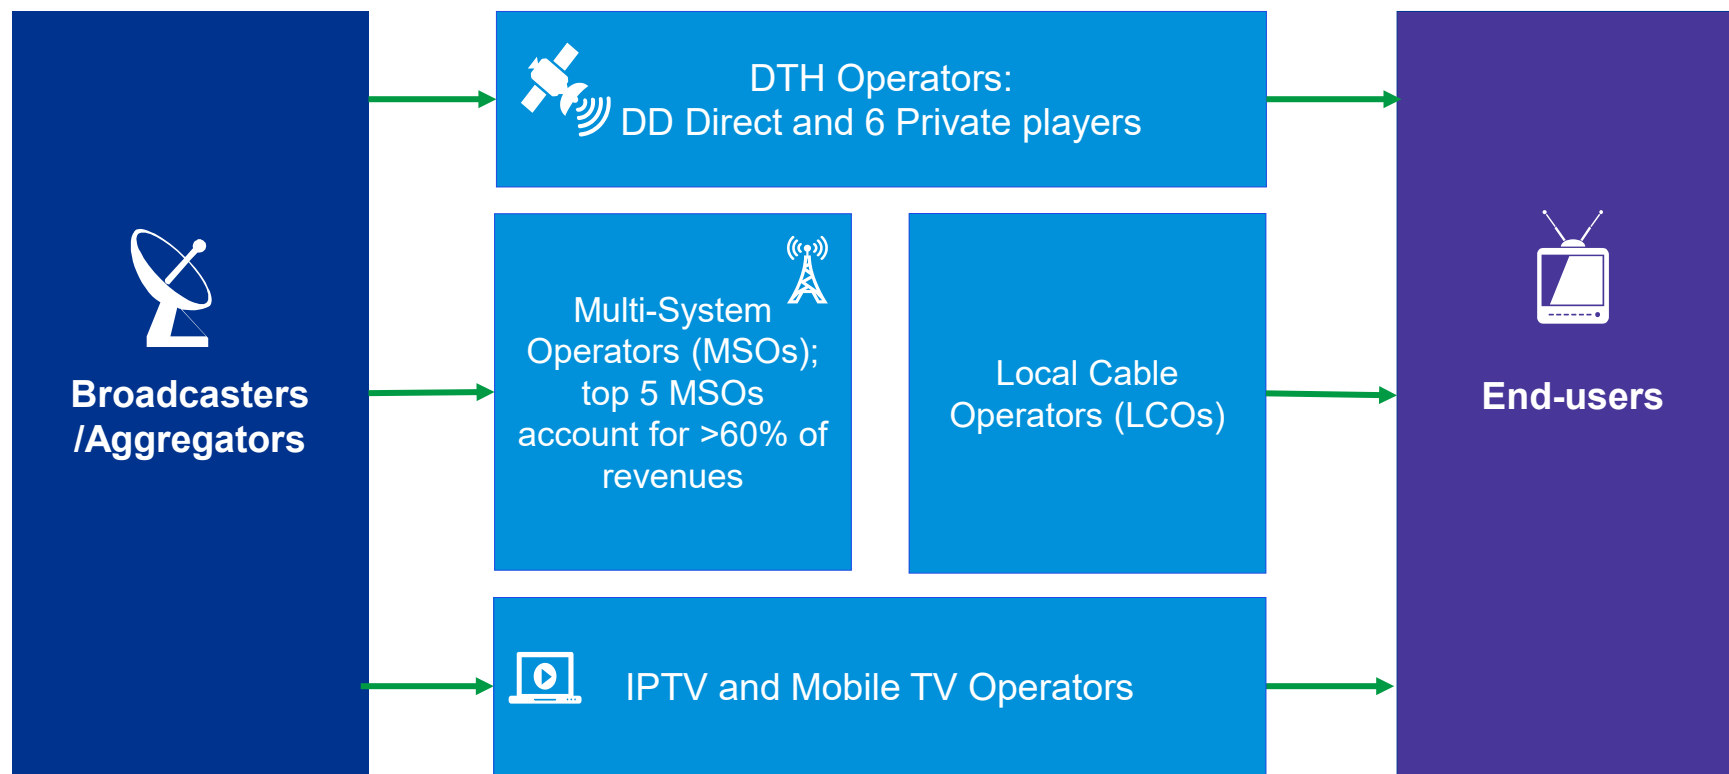 DTH Operators:
DD Direct and 6 Private players
Broadcasters
/Aggregators
Multi-System
Operators (MSOs);
top 5 MSOs
account for >60% of
revenues
Local Cable
Operators (LCOs)
End-users
IPTV and Mobile TV Operators